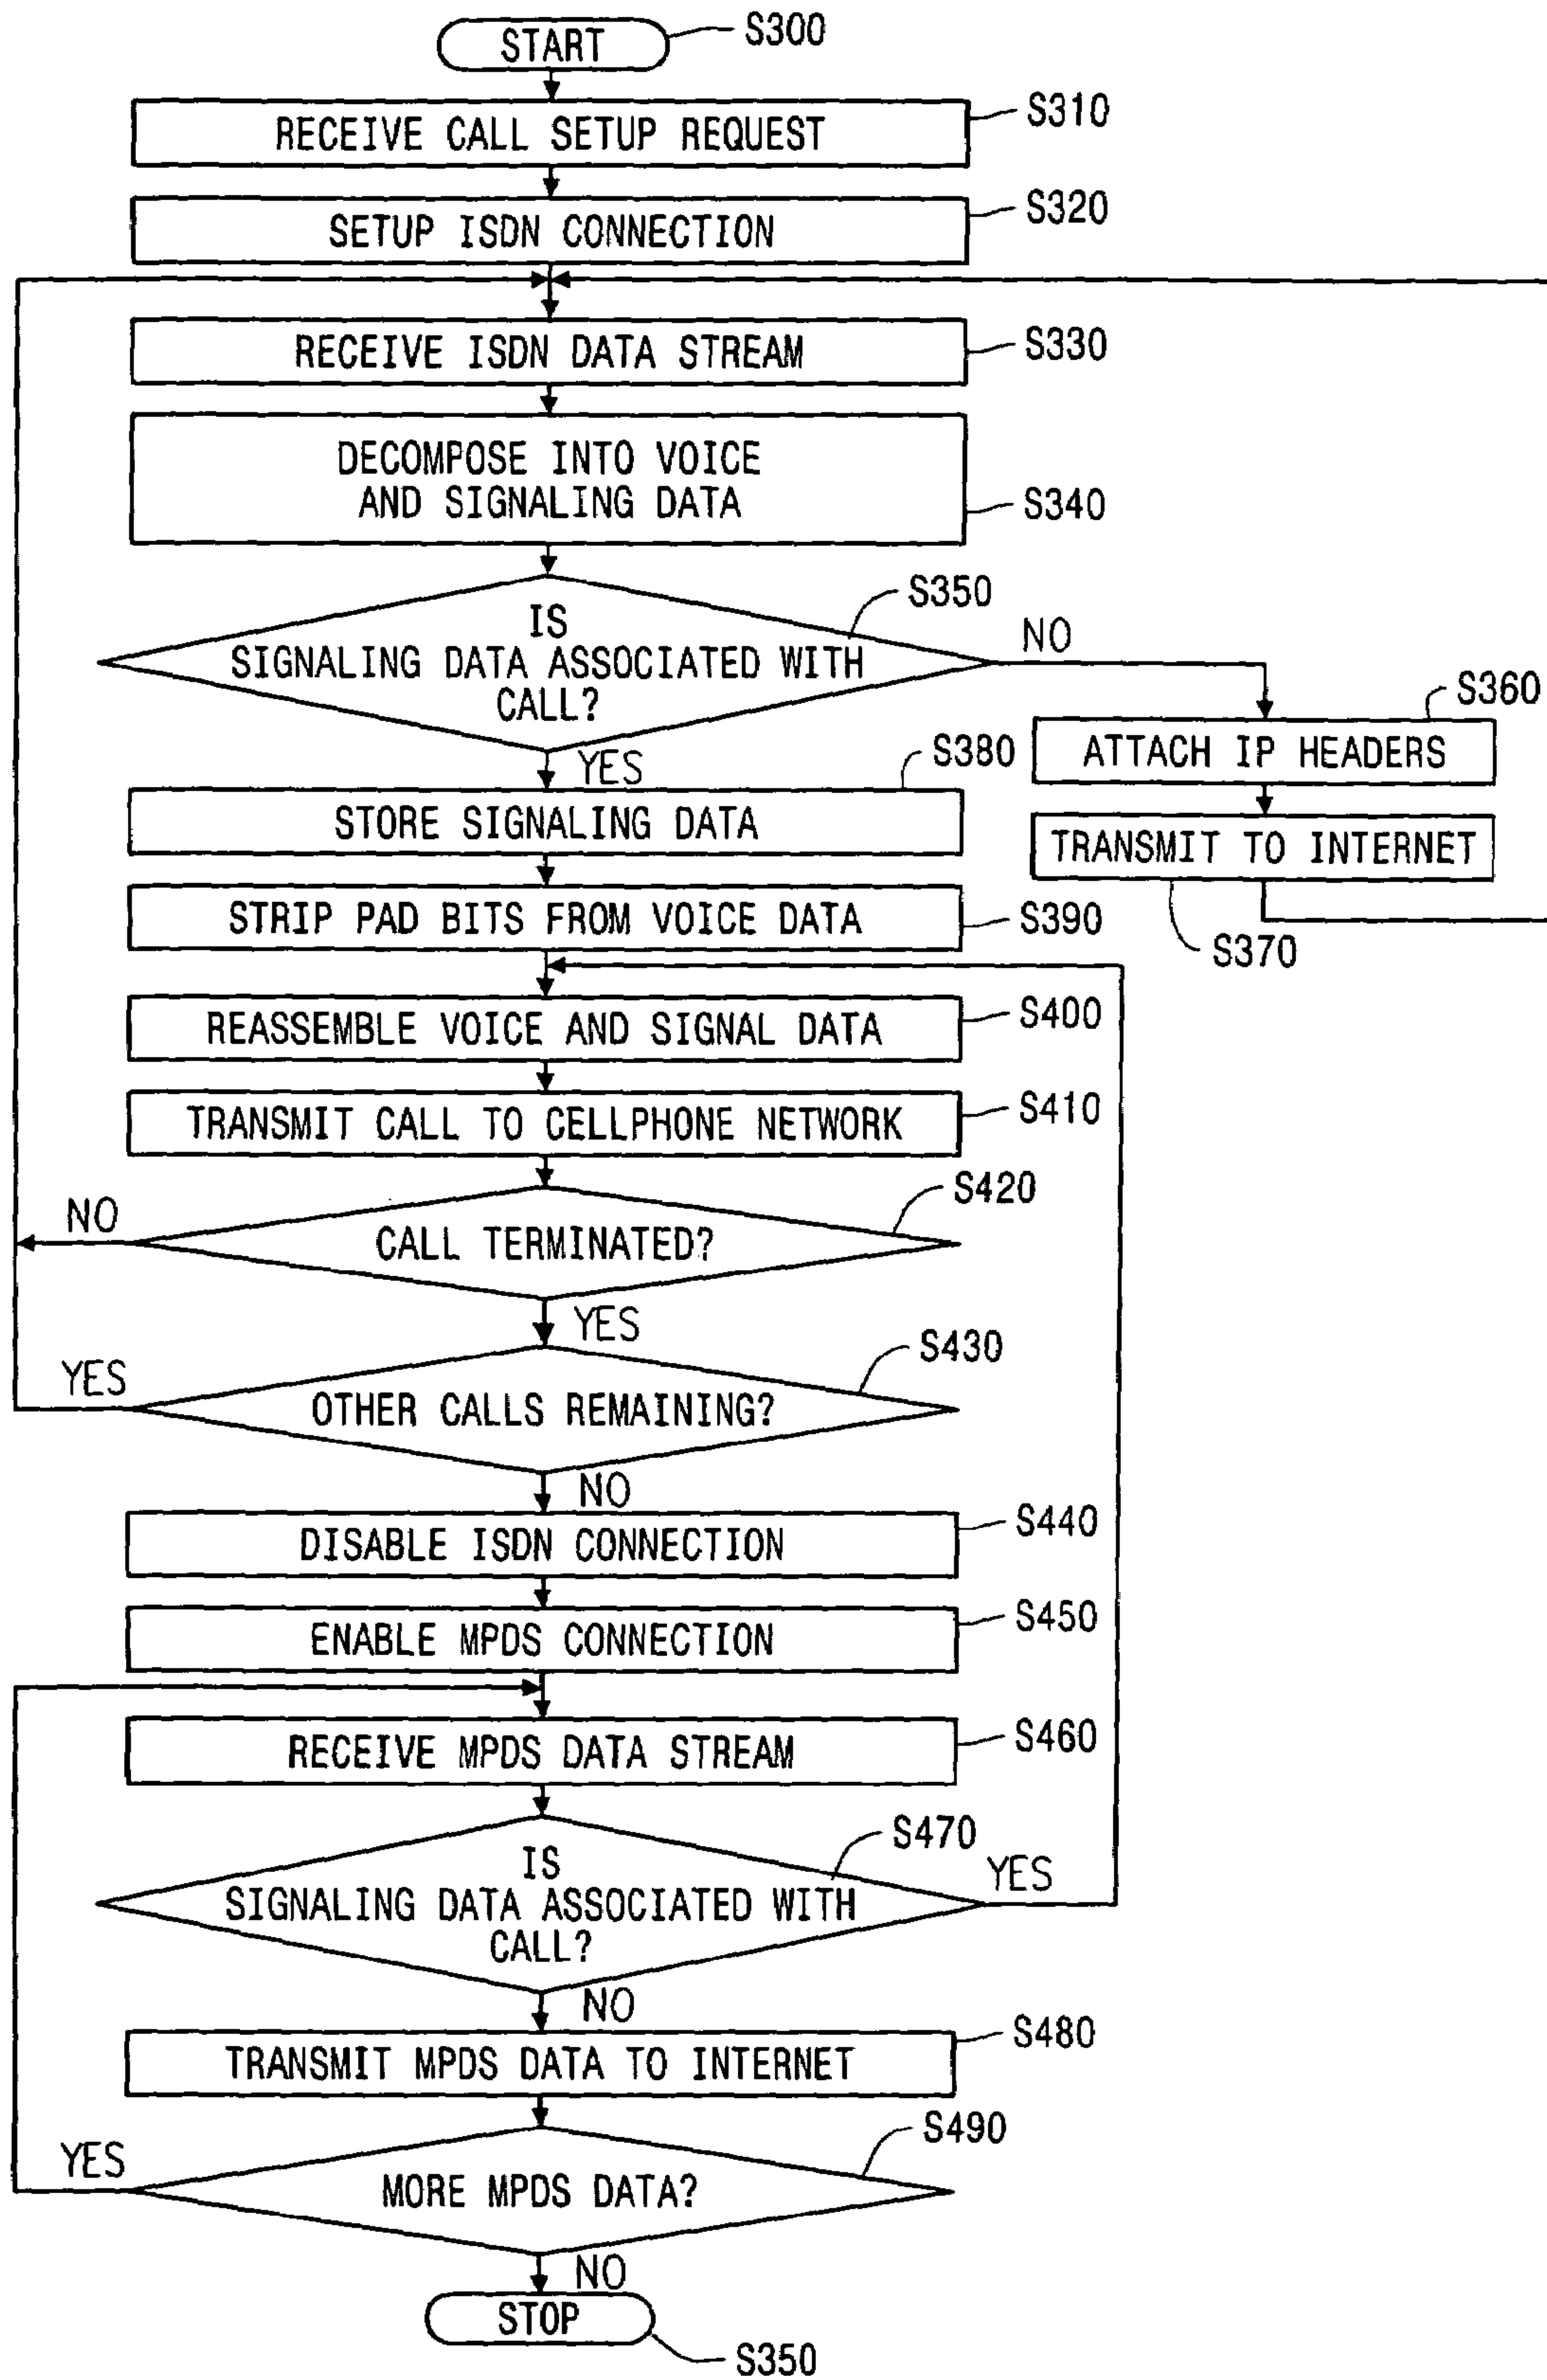 START
S300
RECEIVE CALL SETUP REQUEST
S310
SETUP ISDN CONNECTION
S320
RECEIVE ISDN DATA STREAM
S330
DECOMPOSE INTO VOICE
AND SIGNALING DATA
S340
IS
SIGNALING DATA ASSOCIATED WITH
CALL?
S350
NO
S360
ATTACH IP HEADERS
TRANSMIT TO INTERNET
S370
YES
S380
STORE SIGNALING DATA
STRIP PAD BITS FROM VOICE DATA
S390
REASSEMBLE VOICE AND SIGNAL DATA
S400
TRANSMIT CALL TO CELLPHONE NETWORK
S410
S420
NO
CALL TERMINATED?
YES
S430
YES
OTHER CALLS REMAINING?
NO
DISABLE ISDN CONNECTION
S440
ENABLE MPDS CONNECTION
S450
RECEIVE MPDS DATA STREAM
S460
IS
SIGNALING DATA ASSOCIATED WITH
CALL?
S470
YES
NO
TRANSMIT MPDS DATA TO INTERNET
S480
S490
YES
MORE MPDS DATA?
NO
STOP
S350